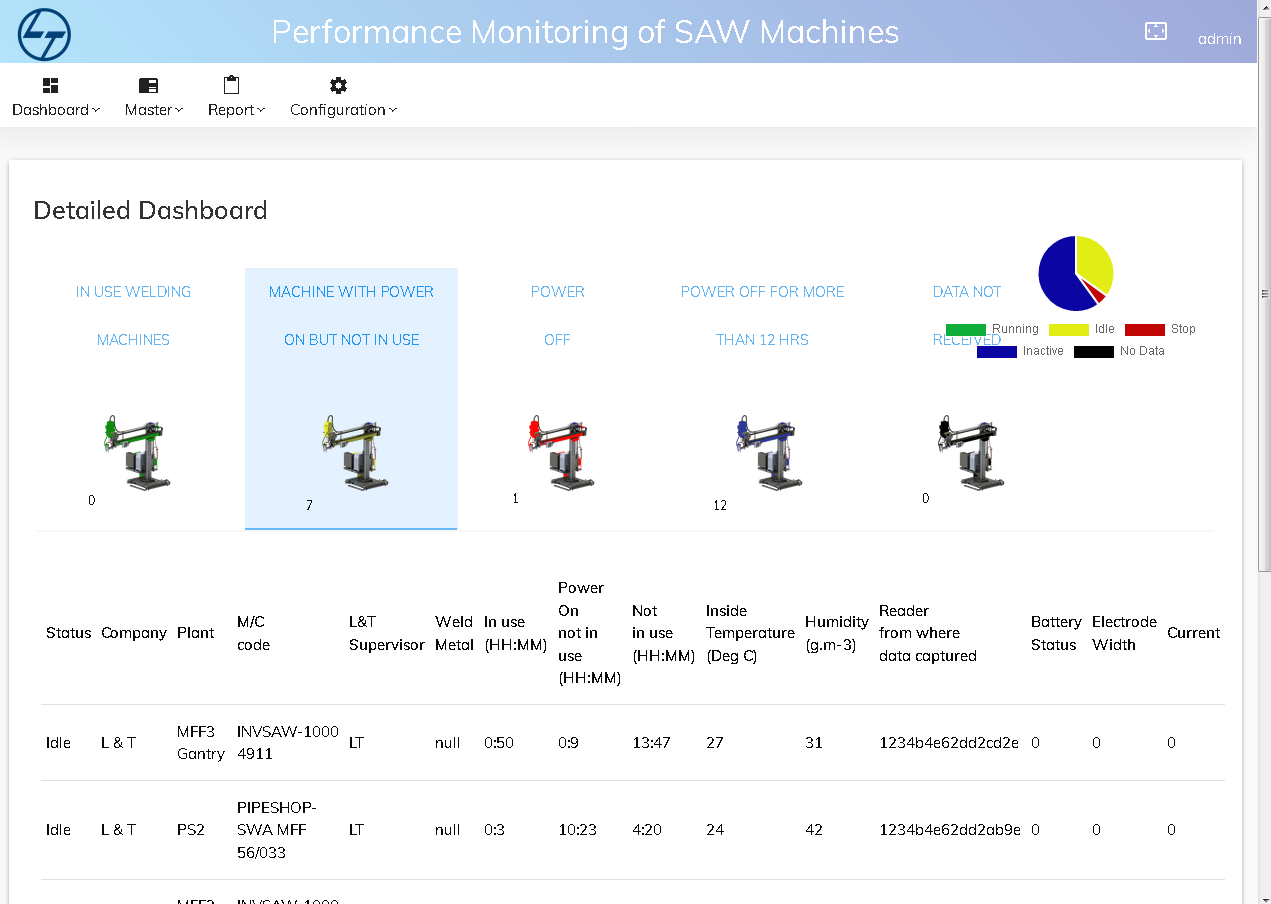 Performance Monitoring of SAW Machines
admin
Dashboard
Master
Report
Configuration
Detailed Dashboard
IN USE WELDING
MACHINES
MACHINE WITH POWER
ON BUT NOT IN USE
POWER
OFF
POWER OFF FOR MORE
THAN 12 HRS
DATA NOT
RECEIVED
Running Idle Stop
Inactive No Data
0
7
1
12
0
Status
Company
Plant
M/C
code
L&T
Supervisor
Weld
Metal
In use
(HH:MM)
Power
On
not in
use
(HH:MM)
Not
in use
(HH:MM)
Inside
Temperature
(Deg C)
Humidity
(g.m-3)
Reader
from where
data captured
Battery
Status
Electrode
Width
Current
Idle
L & T
MFF3
Gantry
INVSAW-1000
4911
LT
null
0:50
0:9
13:47
27
31
1234b4e62dd2cd2e
0
0
0
Idle
L & T
PS2
PIPESHOP-
SWA MFF
56/033
LT
null
0:3
10:23
4:20
24
42
1234b4e62dd2ab9e
0
0
0
MFF3
INVSAW-1000